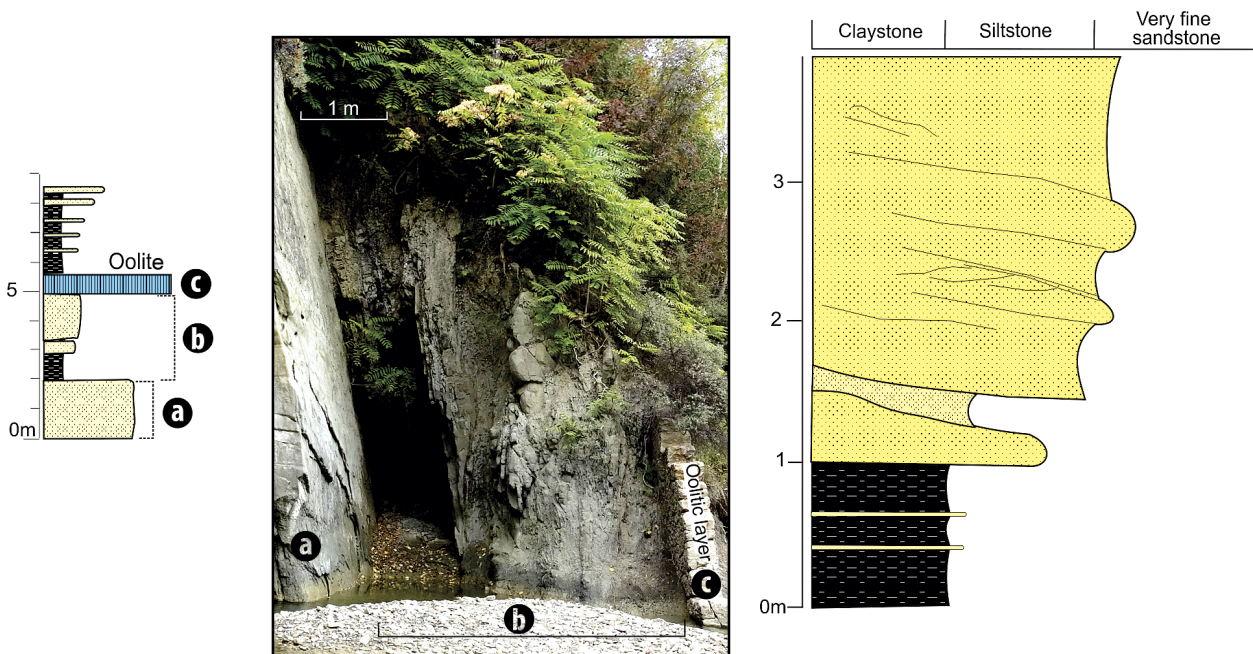 Oolite
c
5
b
a
0m
1 m
Oolitic layer
a
c
b
Claystone
Siltstone
Very fine
sandstone
3
2
1
0m